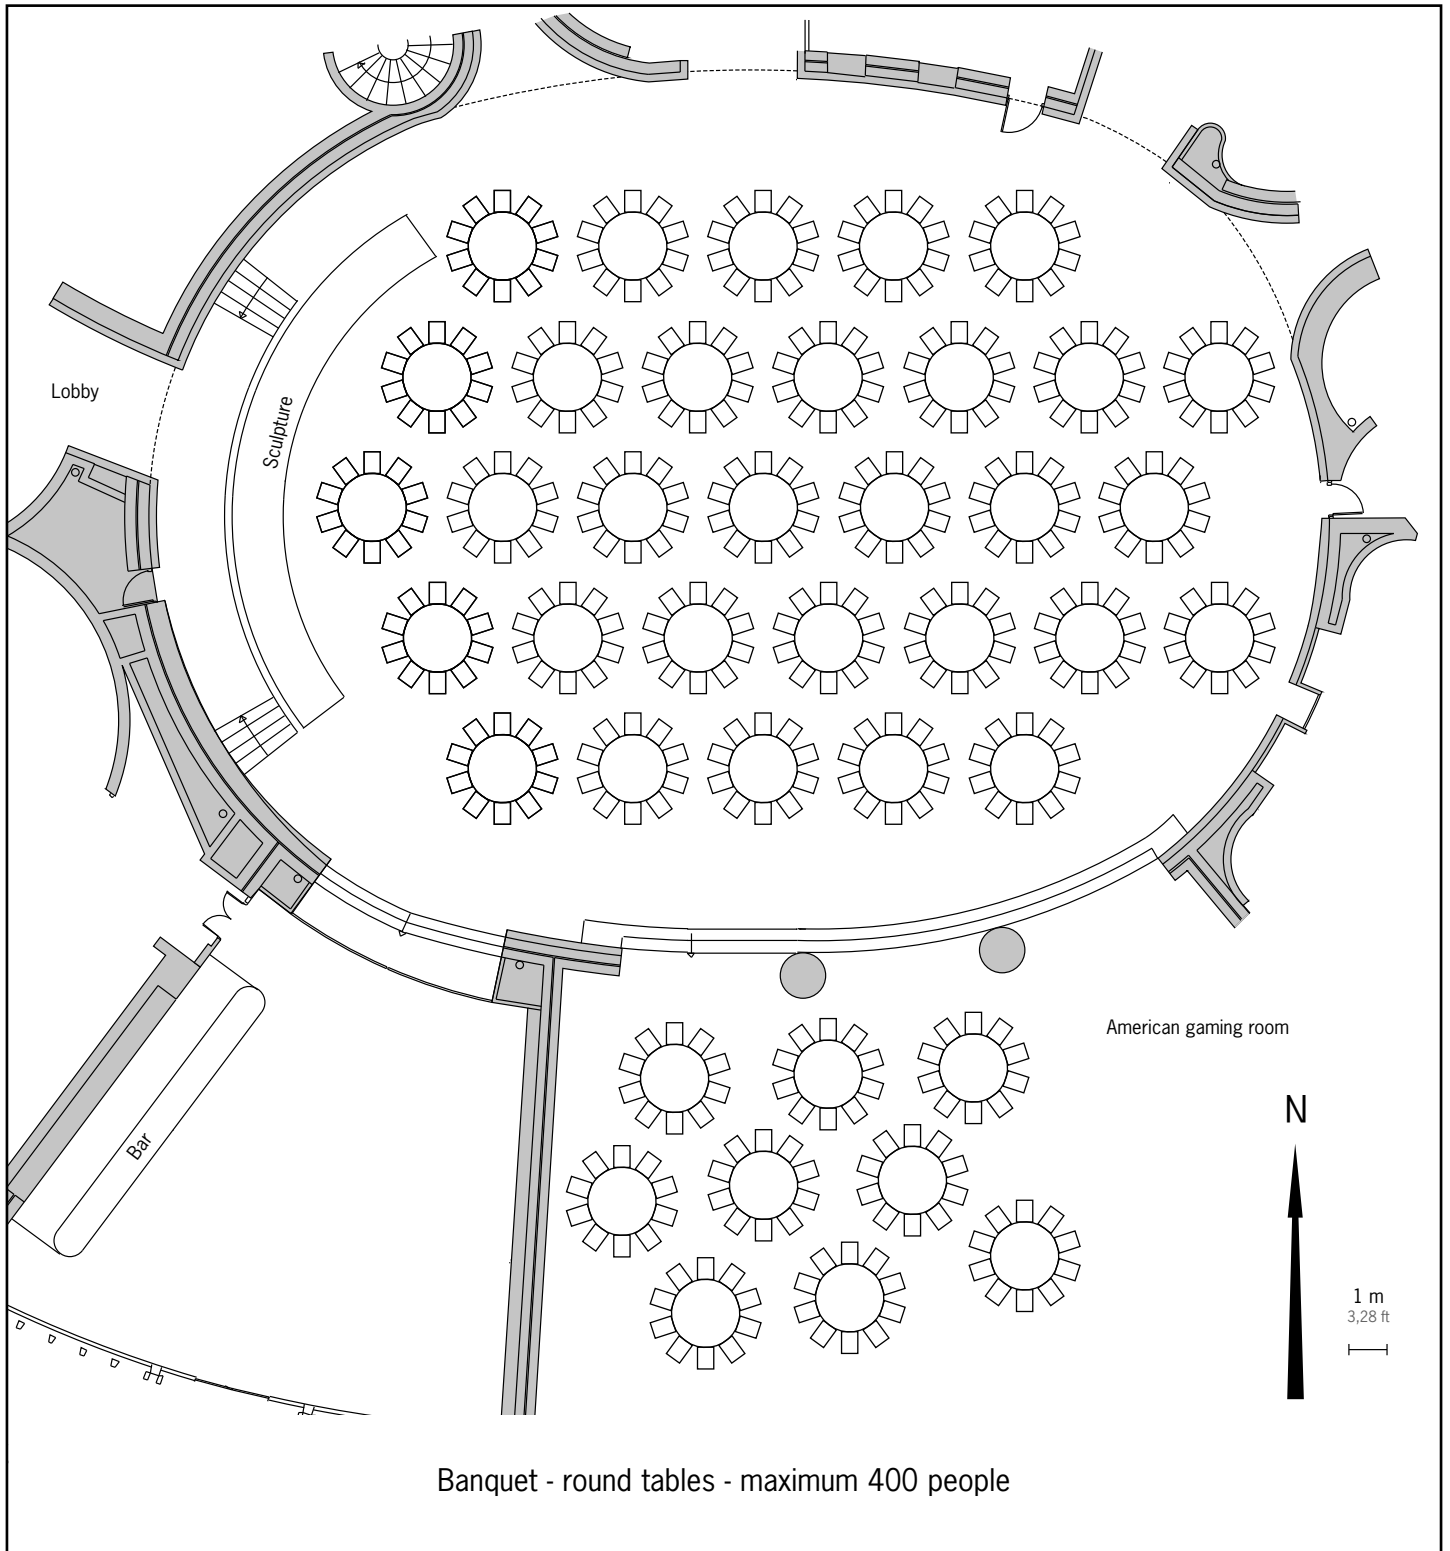 Lobby
Sculpture
American gaming room
N
Bar
1 m
3,28 ft
Banquet - round tables - maximum 400 people